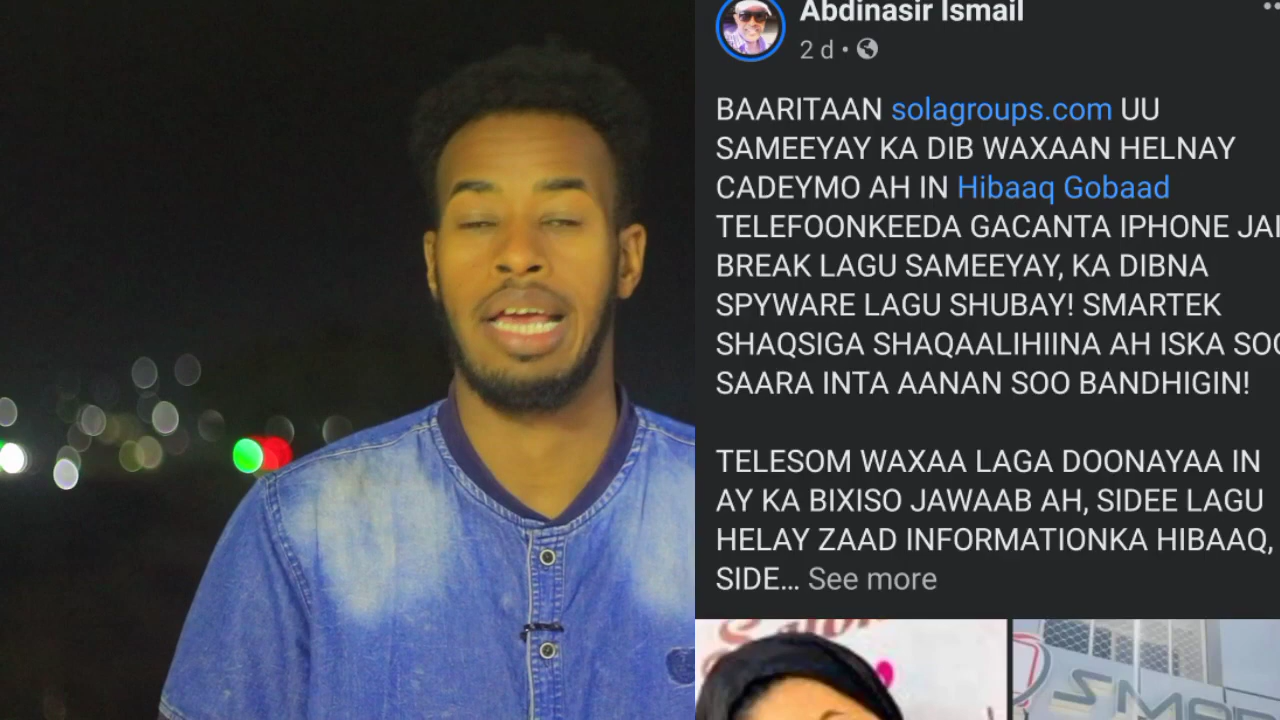 Abdinasir Ismail
2 d
BAARITAAN solagroups.com UU
SAMEEYAY KA DIB WAXAAN HELNAY
CADEYMO AH IN Hibaaq Gobaad
TELEFOONKEEDA GACANTA IPHONE JAI
BREAK LAGU SAMEEYAY, KA DIBNA
SPYWARE LAGU SHUBAY! SMARTEK
SHAQSIGA SHAQAALIHIINA AH ISKA SOO
SAARA INTA AANAN SOO BANDHIGIN!
TELESOM WAXAA LAGA DOONAYAA IN
AY KA BIXISO JAWAAB AH, SIDEE LAGU
HELAY ZAAD INFORMATIONKA HIBAAQ,
SIDE... See more